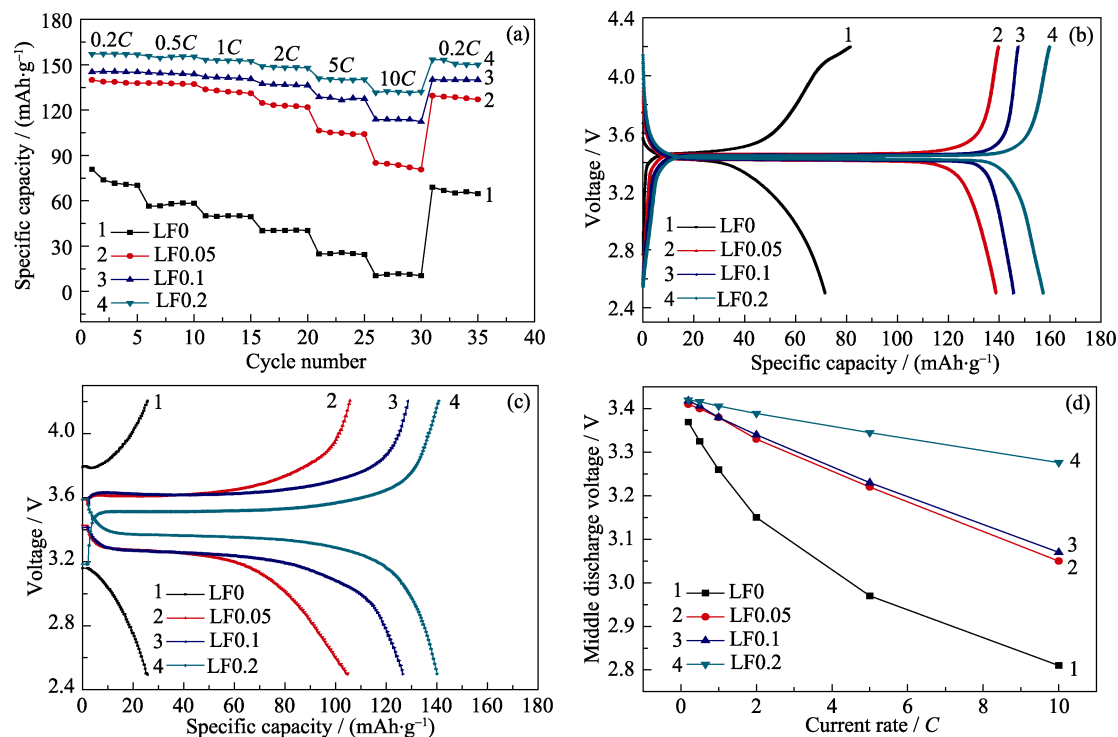 (a)
180
150
120
90
60
30
0
Specific capacity / (mAh·g⁻¹)
0.2C 0.5C 1C 2C 5C 10C 0.2C
4
3
2
1
1 LF0
2 LF0.05
3 LF0.1
4 LF0.2
0 5 10 15 20 25 30 35 40
Cycle number
(b)
4.4
4.0
3.6
3.2
2.8
2.4
Voltage / V
1 2 3 4
1 LF0
2 LF0.05
3 LF0.1
4 LF0.2
0 20 40 60 80 100 120 140 160 180
Specific capacity / (mAh·g⁻¹)
(c)
4.0
3.6
3.2
2.8
2.4
Voltage / V
1 2 3 4
1 LF0
2 LF0.05
3 LF0.1
4 LF0.2
0 20 40 60 80 100 120 140 160 180
Specific capacity / (mAh·g⁻¹)
(d)
3.4
3.3
3.2
3.1
3.0
2.9
2.8
Middle discharge voltage / V
4
3
2
1
1 LF0
2 LF0.05
3 LF0.1
4 LF0.2
0 2 4 6 8 10
Current rate / C